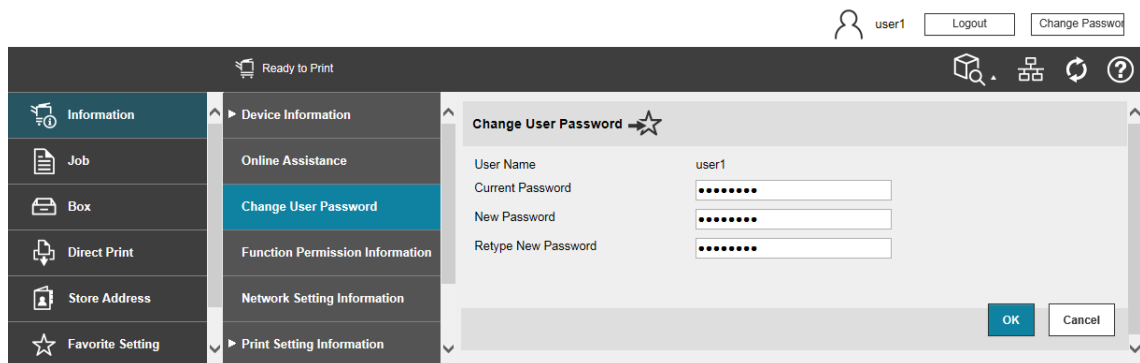 user1
Logout
Change Passwor
Ready to Print
Information
Job
Box
Direct Print
Store Address
Favorite Setting
Device Information
Online Assistance
Change User Password
Function Permission Information
Network Setting Information
Print Setting Information
Change User Password
User Name user1
Current Password ••••••••
New Password ••••••••
Retype New Password ••••••••
OK
Cancel